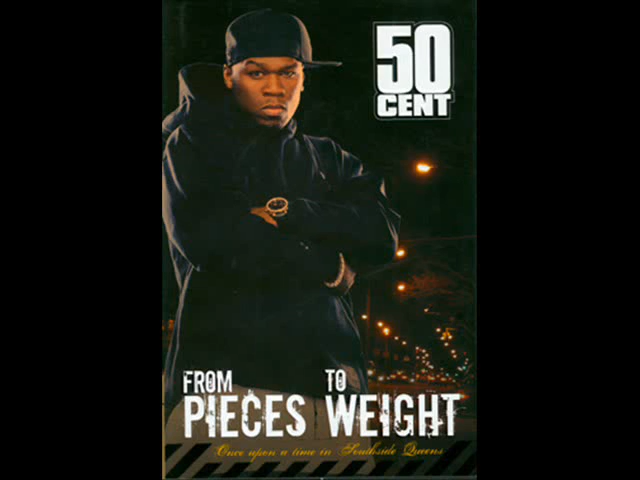 50
CENT
FROM TO
PIECES WEIGHT
Once upon a time in Southside Queens